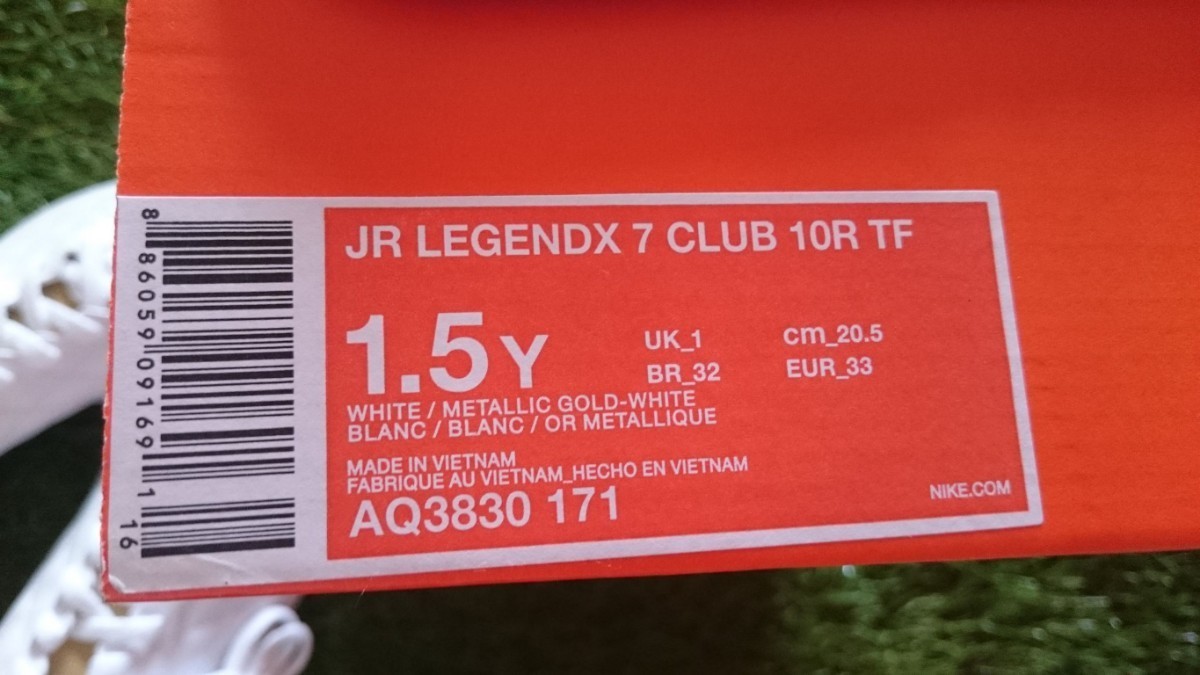 JR LEGENDX 7 CLUB 10R TF
1.5 Y
UK_1 cm_20.5
BR_32 EUR_33
WHITE / METALLIC GOLD-WHITE
BLANC / BLANC / OR METALLIQUE
MADE IN VIETNAM
FABRIQUE AU VIETNAM_HECHO EN VIETNAM
AQ3830 171
NIKE.COM
8 86059 09169 1 16